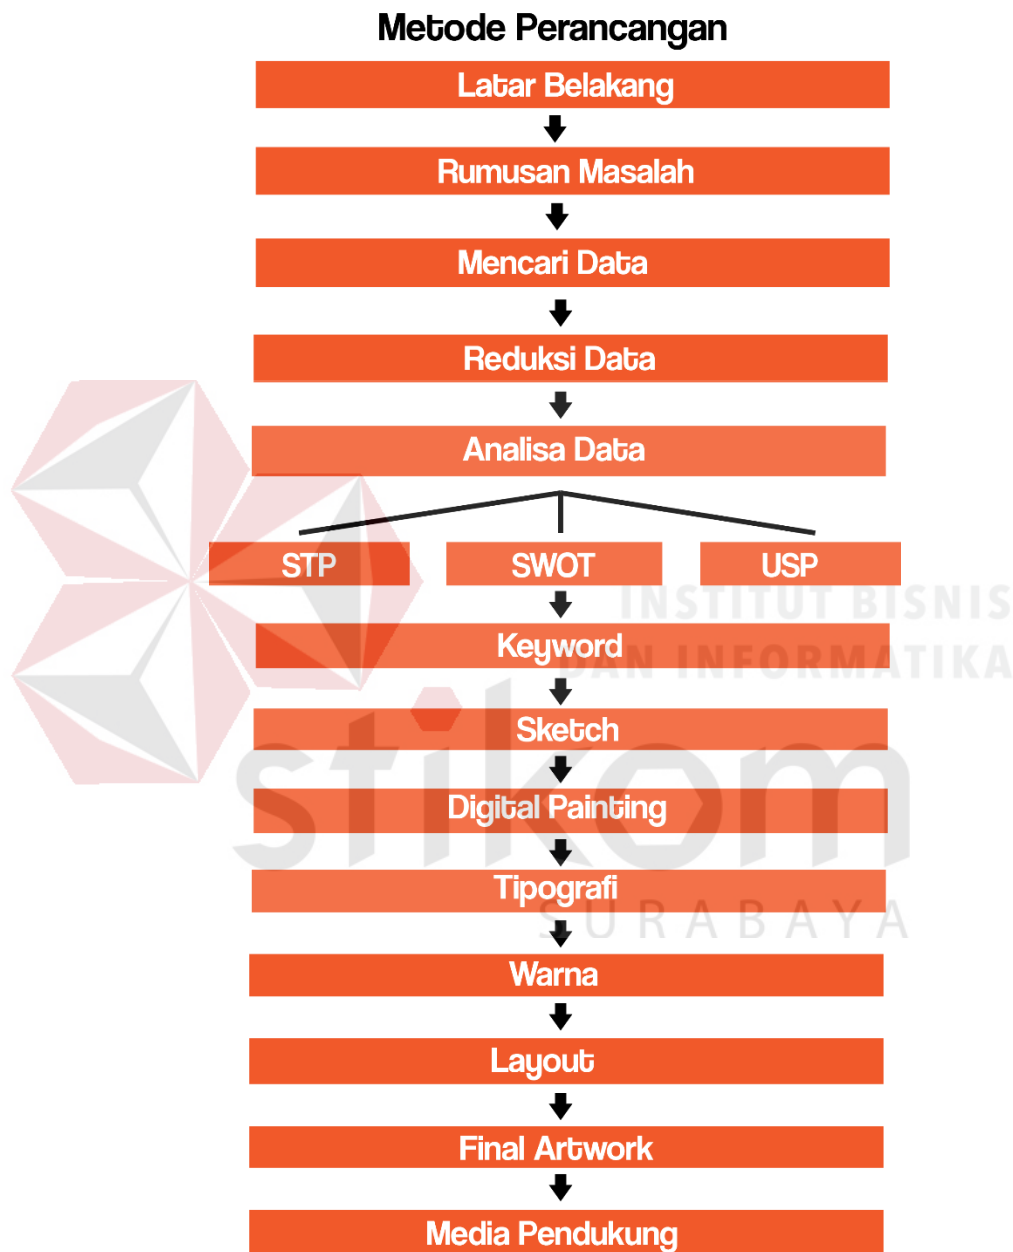 Metode Perancangan
Latar Belakang
Rumusan Masalah
Mencari Data
Reduksi Data
Analisa Data
STP SWOT USP
INSTITUT BISNIS
Keyword
DAN INFORMATIKA
Sketch
stikom
Digital Painting
Tipografi
SURABAYA
Warna
Layout
Final Artwork
Media Pendukung